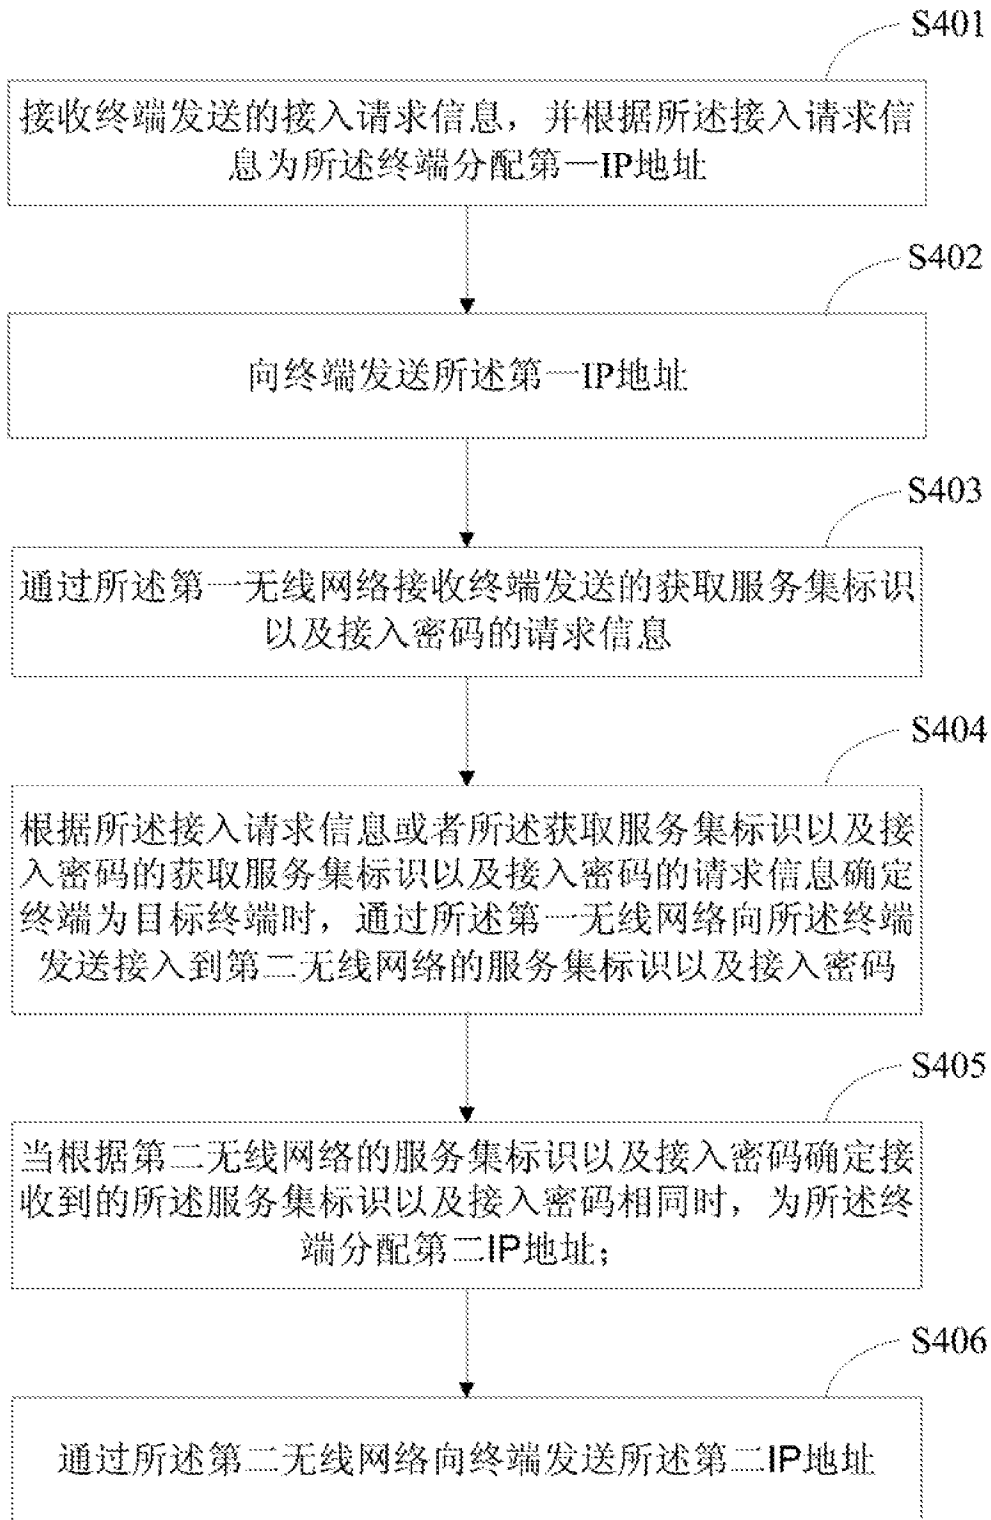 S401
接收终端发送的接入请求信息，并根据所述接入请求信
息为所述终端分配第一IP地址
S402
向终端发送所述第一IP地址
S403
通过所述第一无线网络接收终端发送的获取服务集标识
以及接入密码的请求信息
S404
根据所述接入请求信息或者所述获取服务集标识以及接
入密码的获取服务集标识以及接入密码的请求信息确定
终端为目标终端时，通过所述第一无线网络向所述终端
发送接入到第二无线网络的服务集标识以及接入密码
S405
当根据第二无线网络的服务集标识以及接入密码确定接
收到的所述服务集标识以及接入密码相同时，为所述终
端分配第二IP地址；
S406
通过所述第二无线网络向终端发送所述第二IP地址